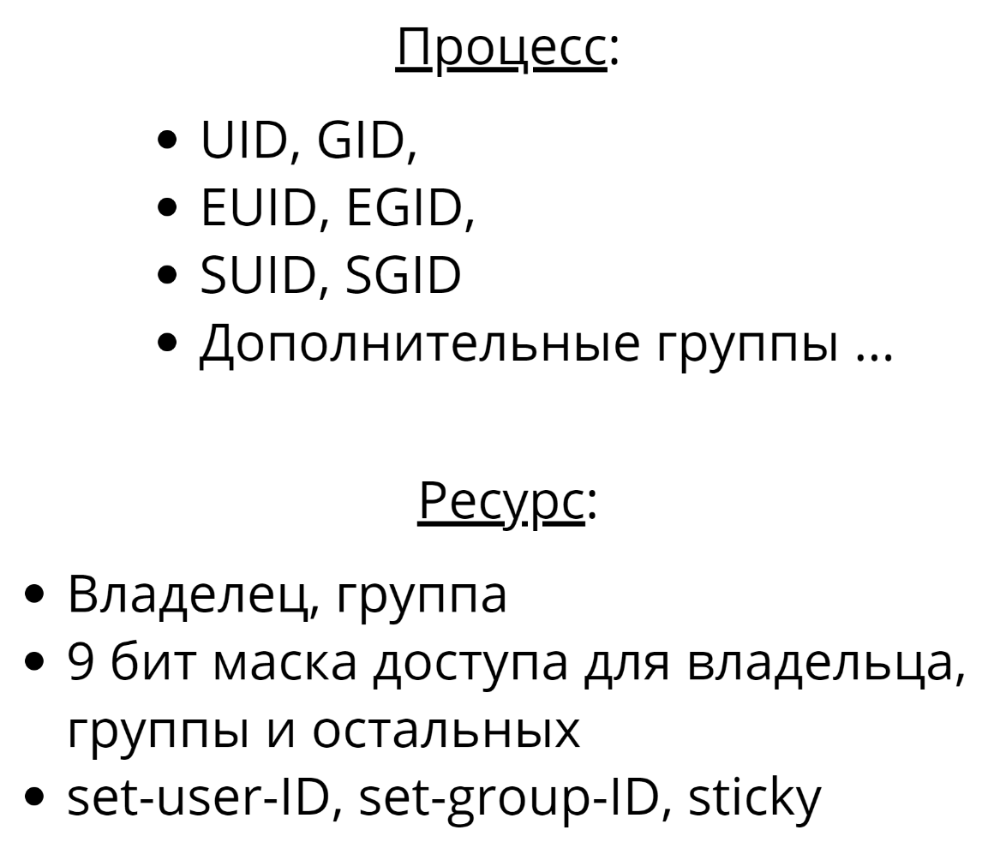 Процесс:
• UID, GID,
• EUID, EGID,
• SUID, SGID
• Дополнительные группы ...
Ресурс:
• Владелец, группа
• 9 бит маска доступа для владельца,
группы и остальных
• set-user-ID, set-group-ID, sticky